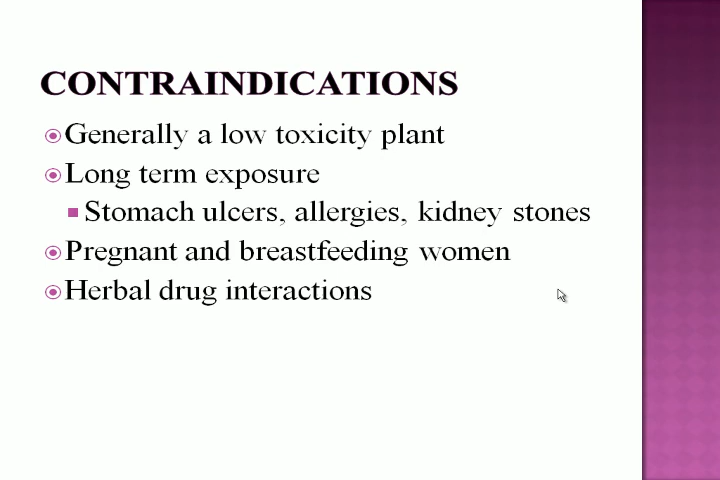 CONTRAINDICATIONS
Generally a low toxicity plant
Long term exposure
Stomach ulcers, allergies, kidney stones
Pregnant and breastfeeding women
Herbal drug interactions